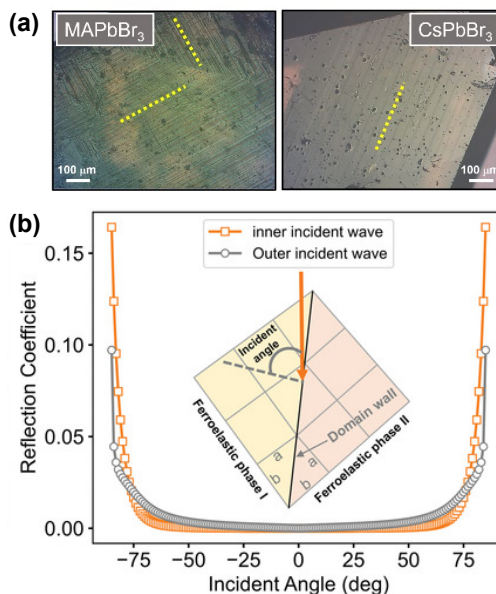 (a)
MAPbBr₃
100 μm
CsPbBr₃
100 μm
(b)
inner incident wave
Outer incident wave
Reflection Coefficient
0.15
0.10
0.05
0.00
Incident
angle
Domain wall
Ferroelastic phase I
Ferroelastic phase II
a
b
a
b
−75
−50
−25
0
25
50
75
Incident Angle (deg)